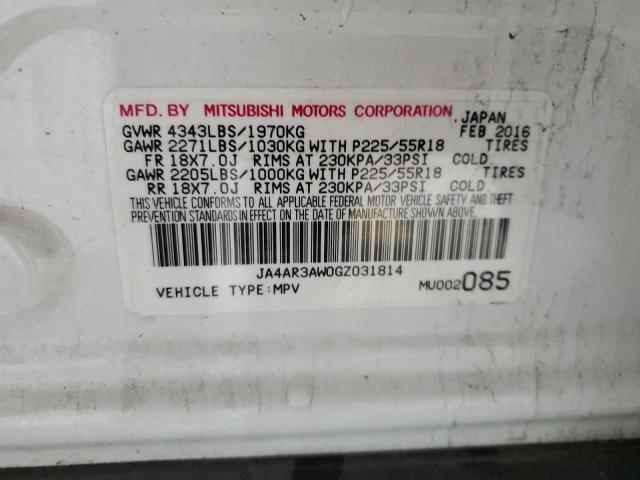 MFD. BY MITSUBISHI MOTORS CORPORATION. JAPAN
GVWR 4343LBS/1970KG FEB 2016
GAWR 2271LBS/1030KG WITH P225/55R18 TIRES
FR 18X7.0J RIMS AT 230KPA/33PSI COLD.
GAWR 2205LBS/1000KG WITH P225/55R18 TIRES
RR 18X7.0J RIMS AT 230KPA/33PSI COLD.
THIS VEHICLE CONFORMS TO ALL APPLICABLE FEDERAL MOTOR VEHICLE SAFETY AND THEFT
PREVENTION STANDARDS IN EFFECT ON THE DATE OF MANUFACTURE SHOWN ABOVE.
JA4AR3AW0GZ031814
VEHICLE TYPE:MPV MU002085